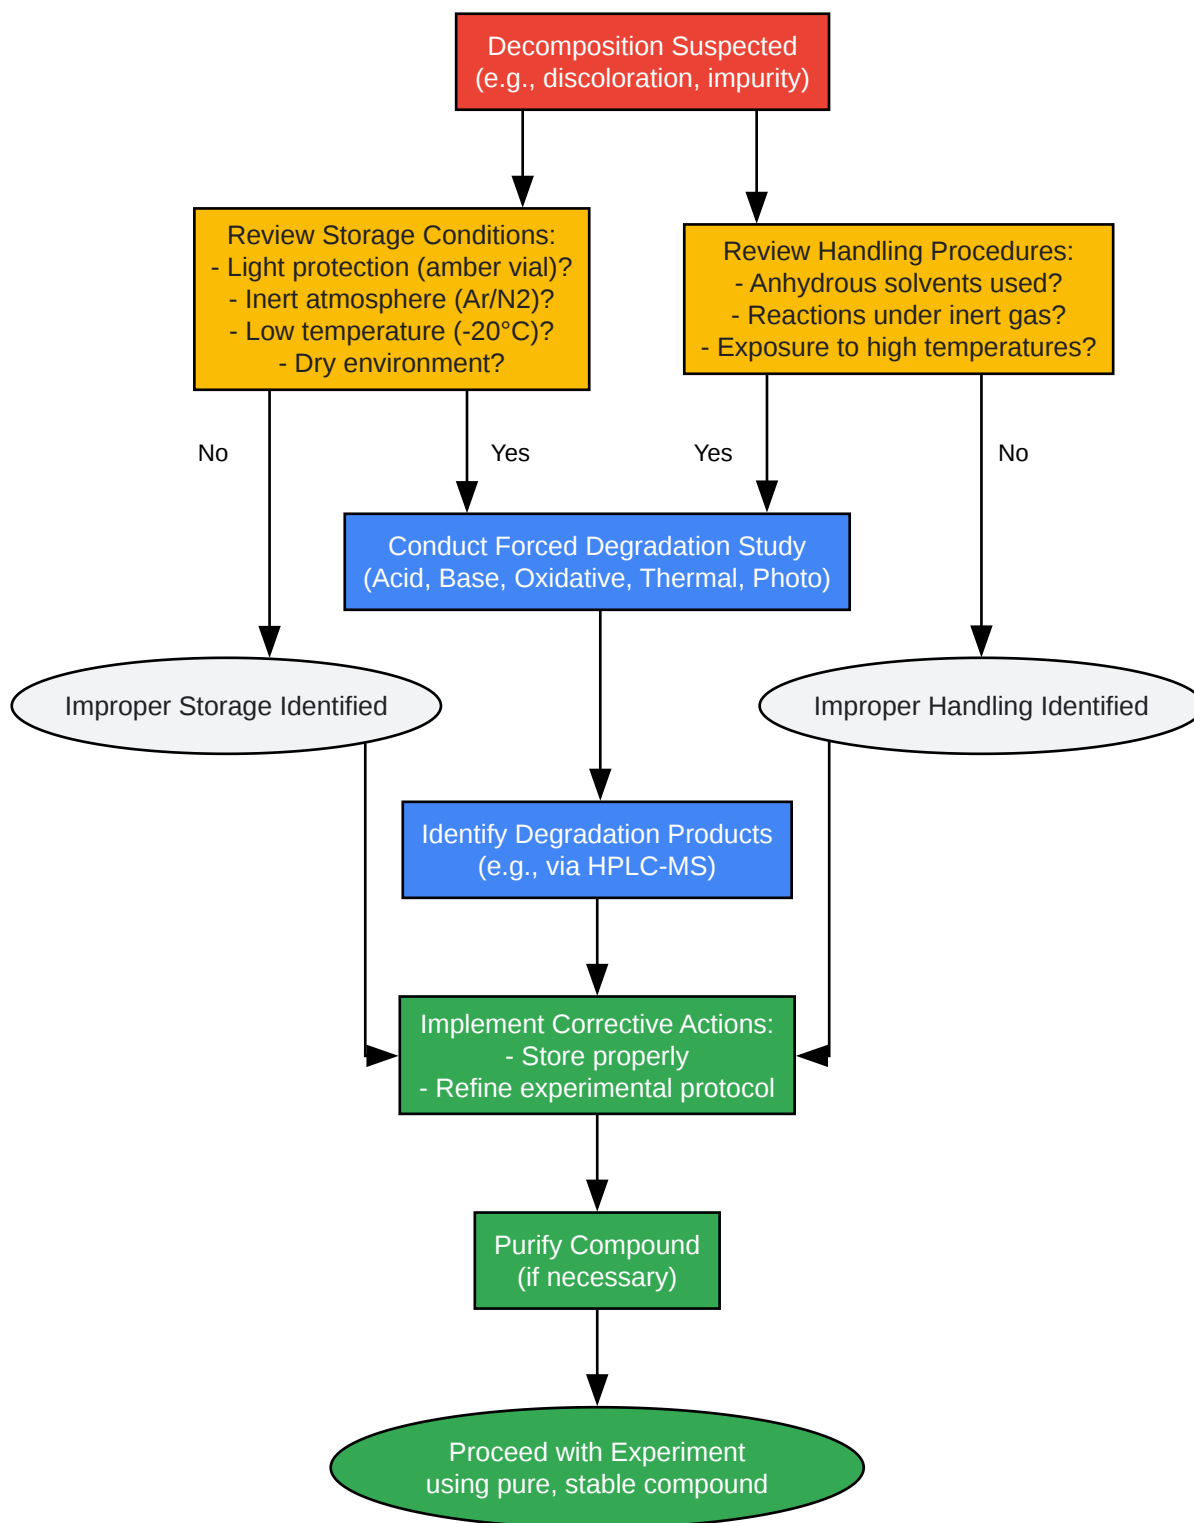 Decomposition Suspected
(e.g., discoloration, impurity)
Review Storage Conditions:
- Light protection (amber vial)?
- Inert atmosphere (Ar/N2)?
- Low temperature (-20°C)?
- Dry environment?
Review Handling Procedures:
- Anhydrous solvents used?
- Reactions under inert gas?
- Exposure to high temperatures?
No
Yes
Yes
No
Conduct Forced Degradation Study
(Acid, Base, Oxidative, Thermal, Photo)
Improper Storage Identified
Improper Handling Identified
Identify Degradation Products
(e.g., via HPLC-MS)
Implement Corrective Actions:
- Store properly
- Refine experimental protocol
Purify Compound
(if necessary)
Proceed with Experiment
using pure, stable compound